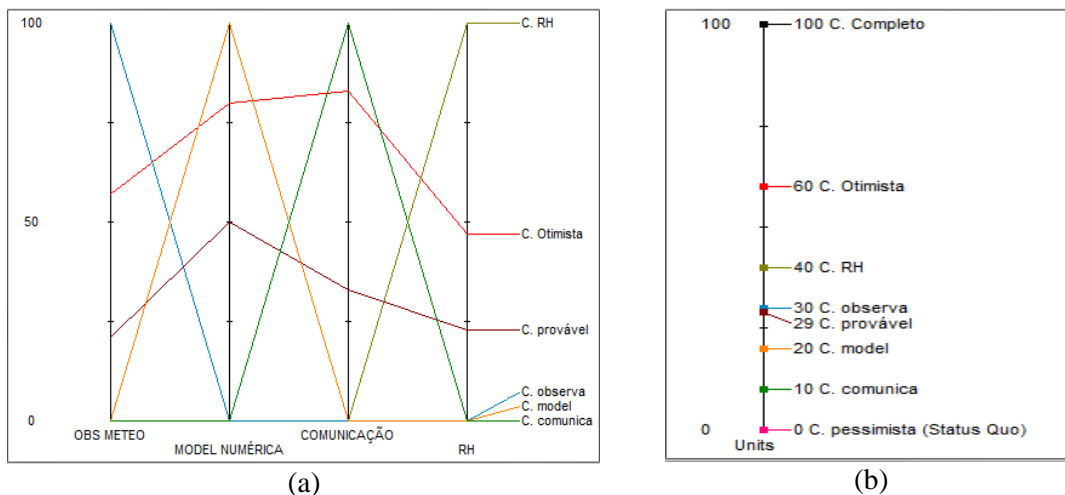 100
C. RH
C. Otimista
50
C. provável
C. observa
C. model
0
C. comunica
OBS METEO
COMUNICAÇÃO
MODEL NUMÉRICA
RH
(a)
100
100 C. Completo
60 C. Otimista
40 C. RH
30 C. observa
29 C. provável
20 C. model
10 C. comunica
0
0 C. pessimista (Status Quo)
Units
(b)